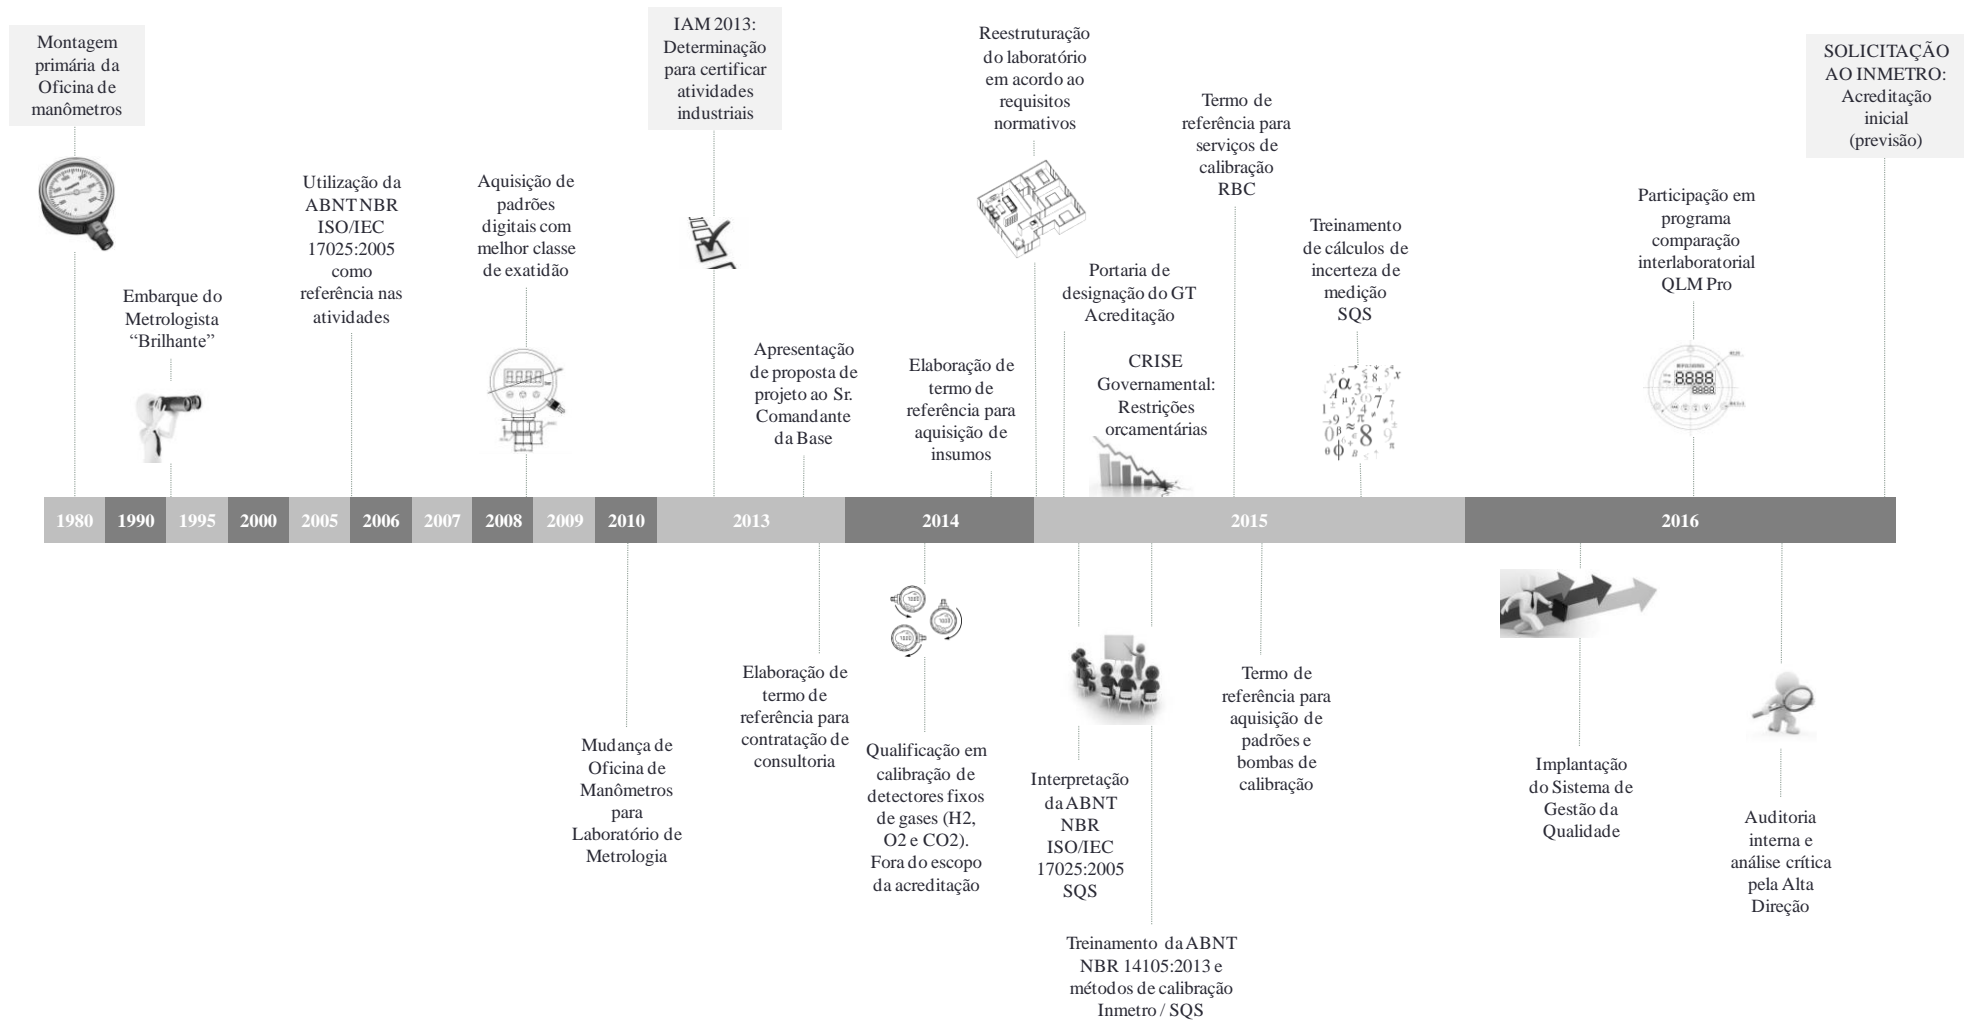 Montagem
primária da
Oficina de
manômetros
Embarque do
Metrologista
“Brilhante”
Utilização da
ABNT NBR
ISO/IEC
17025:2005
como
referência nas
atividades
Aquisição de
padrões
digitais com
melhor classe
de exatidão
IAM 2013:
Determinação
para certificar
atividades
industriais
Apresentação
de proposta de
projeto ao Sr.
Comandante
da Base
Elaboração de
termo de
referência para
aquisição de
insumos
Reestruturação
do laboratório
em acordo ao
requisitos
normativos
Portaria de
designação do GT
Acreditação
CRISE
Governamental:
Restrições
orcamentárias
Termo de
referência para
serviços de
calibração
RBC
Treinamento
de cálculos de
incerteza de
medição
SQS
Participação em
programa
comparação
interlaboratorial
QLM Pro
SOLICITAÇÃO
AO INMETRO:
Acreditação
inicial
(previsão)
1980 1990 1995 2000 2005 2006 2007 2008 2009 2010 2013 2014 2015 2016
Mudança de
Oficina de
Manômetros
para
Laboratório de
Metrologia
Elaboração de
termo de
referência para
contratação de
consultoria
Qualificação em
calibração de
detectores fixos
de gases (H2,
O2 e CO2).
Fora do escopo
da acreditação
Interpretação
da ABNT
NBR
ISO/IEC
17025:2005
SQS
Treinamento da ABNT
NBR 14105:2013 e
métodos de calibração
Inmetro / SQS
Termo de
referência para
aquisição de
padrões e
bombas de
calibração
Implantação
do Sistema de
Gestão da
Qualidade
Auditoria
interna e
análise crítica
pela Alta
Direção